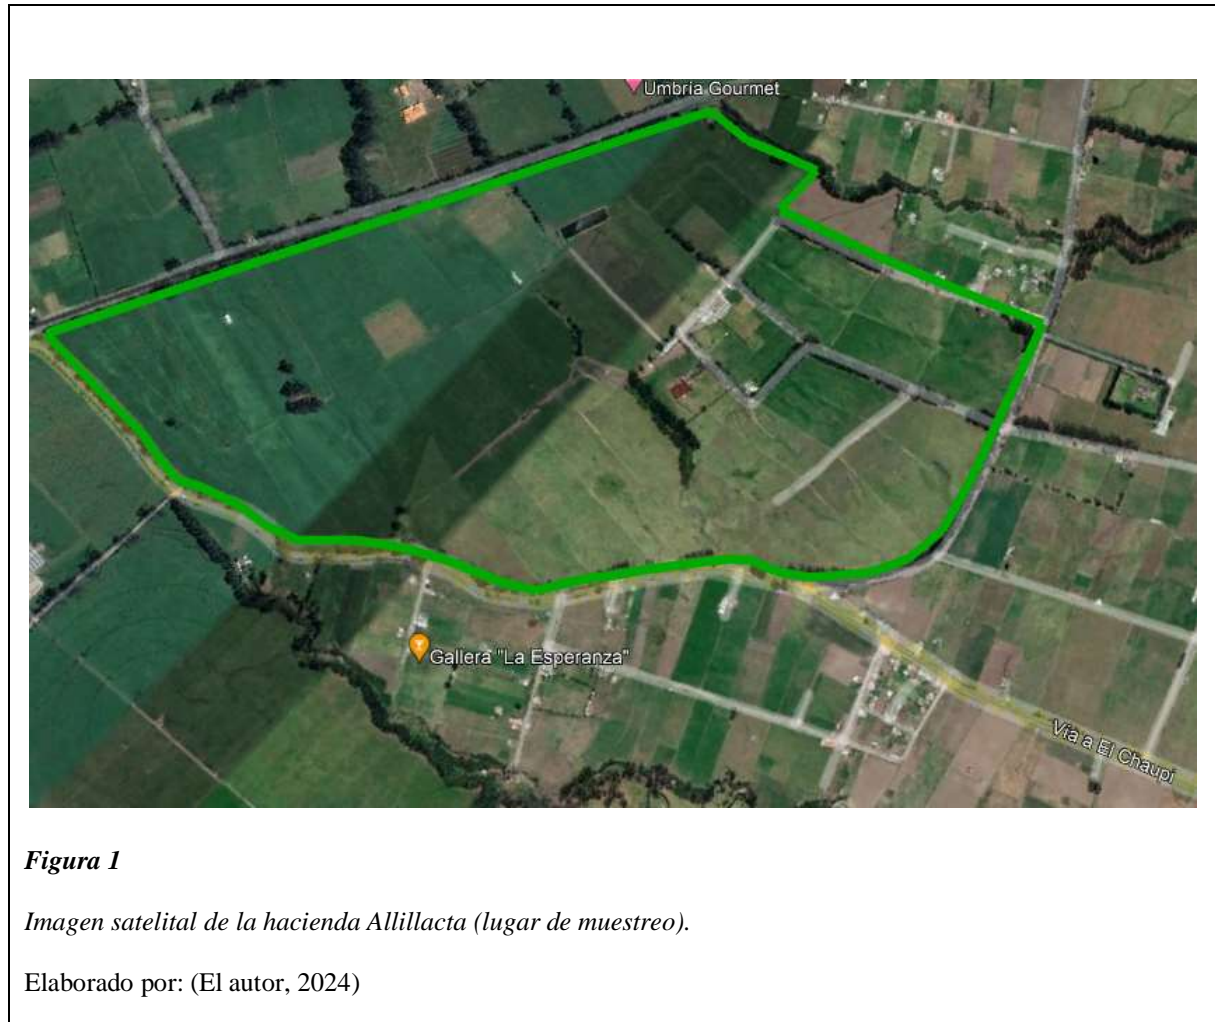 Umbría Gourmet
Gallera "La Esperanza"
Vía a El Chaupi
Figura 1
Imagen satelital de la hacienda Allillacta (lugar de muestreo).
Elaborado por: (El autor, 2024)